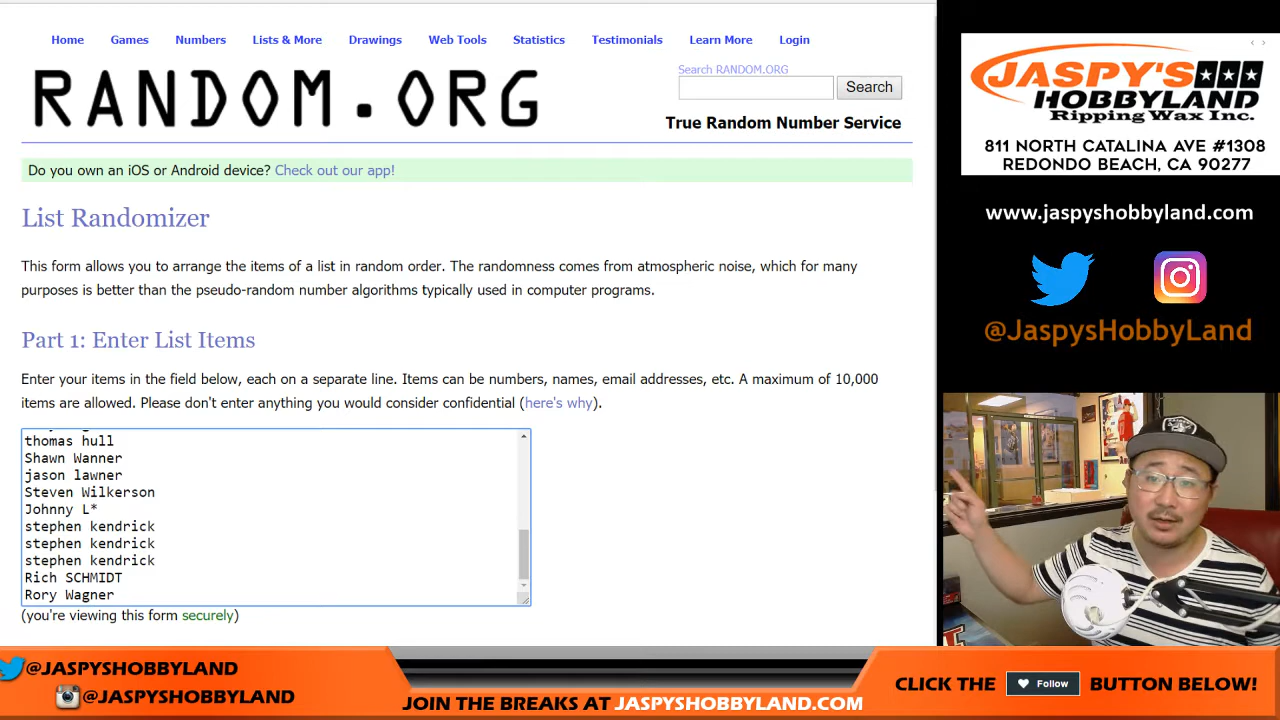 Home Games Numbers Lists & More Drawings Web Tools Statistics Testimonials Learn More Login
RANDOM.ORG
Search RANDOM.ORG
Search
True Random Number Service
Do you own an iOS or Android device? Check out our app!
List Randomizer
This form allows you to arrange the items of a list in random order. The randomness comes from atmospheric noise, which for many
purposes is better than the pseudo-random number algorithms typically used in computer programs.
Part 1: Enter List Items
Enter your items in the field below, each on a separate line. Items can be numbers, names, email addresses, etc. A maximum of 10,000
items are allowed. Please don't enter anything you would consider confidential (here's why).
thomas hull
Shawn Wanner
jason lawner
Steven Wilkerson
Johnny L*
stephen kendrick
stephen kendrick
stephen kendrick
Rich SCHMIDT
Rory Wagner
(you're viewing this form securely)
JASPY'S
HOBBYLAND
Ripping Wax Inc.
811 NORTH CATALINA AVE #1308
REDONDO BEACH, CA 90277
www.jaspyshobbyland.com
@JaspysHobbyLand
@JASPYSHOBBYLAND
@JASPYSHOBBYLAND
JOIN THE BREAKS AT JASPYSHOBBYLAND.COM
CLICK THE Follow BUTTON BELOW!